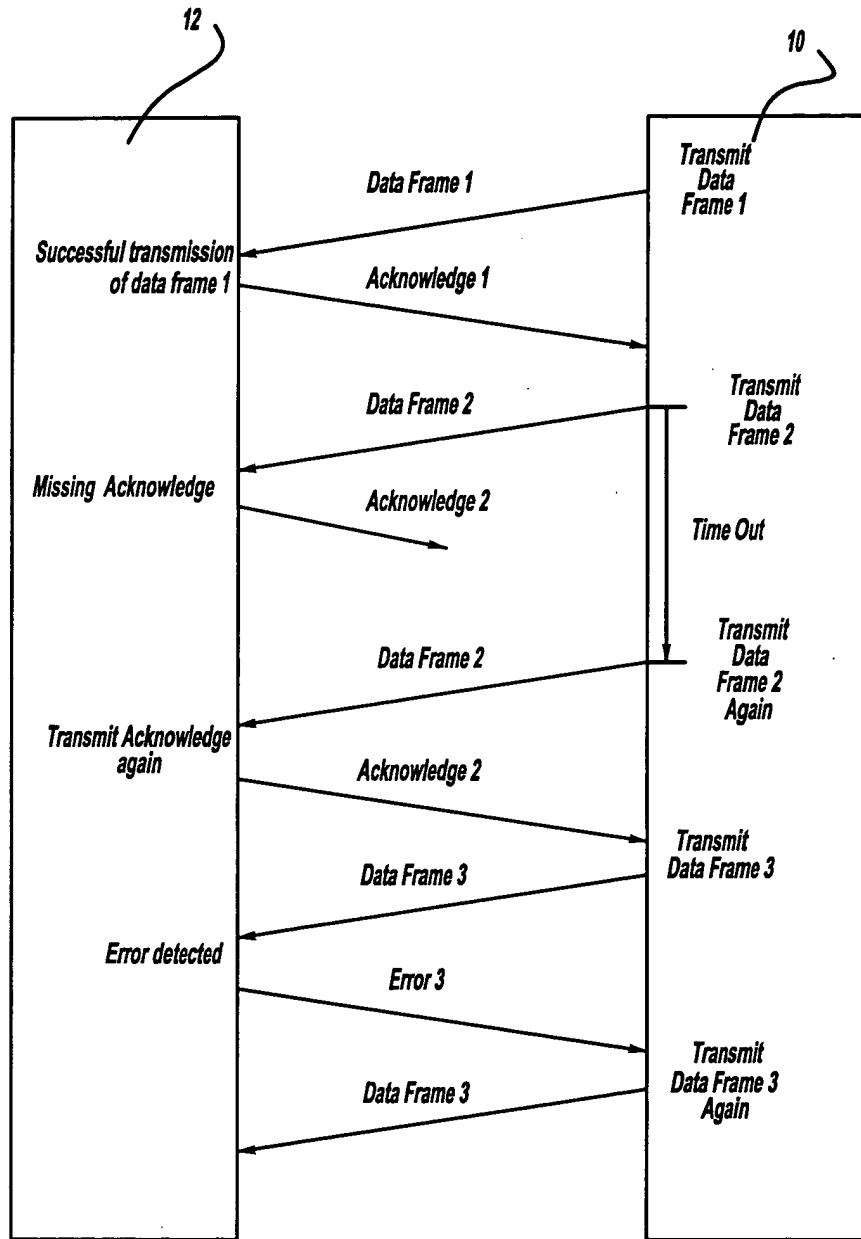 12
10
Transmit
Data
Frame 1
Data Frame 1
Successful transmission
of data frame 1
Acknowledge 1
Data Frame 2
Transmit
Data
Frame 2
Missing Acknowledge
Acknowledge 2
Time Out
Data Frame 2
Transmit
Data
Frame 2
Again
Transmit Acknowledge
again
Acknowledge 2
Transmit
Data Frame 3
Data Frame 3
Error detected
Error 3
Transmit
Data Frame 3
Again
Data Frame 3